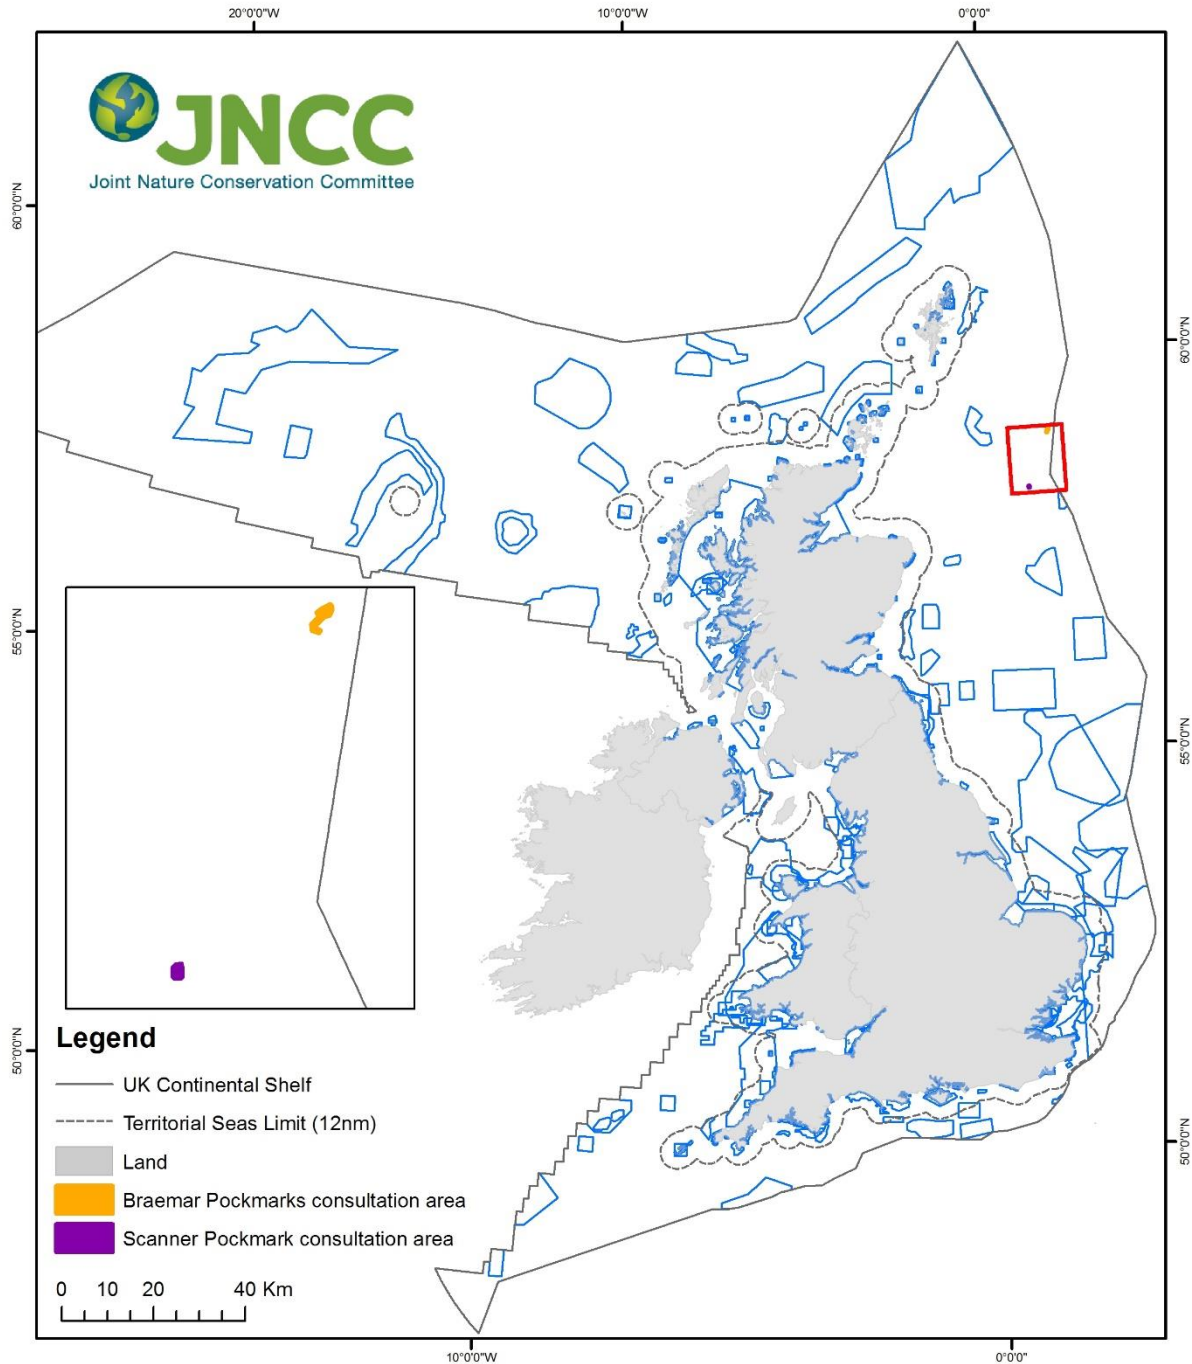 20°0'0"W 10°0'0"W 0°0'0"
JNCC
Joint Nature Conservation Committee
60°0'0"N
60°0'0"N
55°0'0"N
55°0'0"N
50°0'0"N
50°0'0"N
Legend
UK Continental Shelf
Territorial Seas Limit (12nm)
Land
Braemar Pockmarks consultation area
Scanner Pockmark consultation area
0 10 20 40 Km
10°0'0"W 0°0'0"